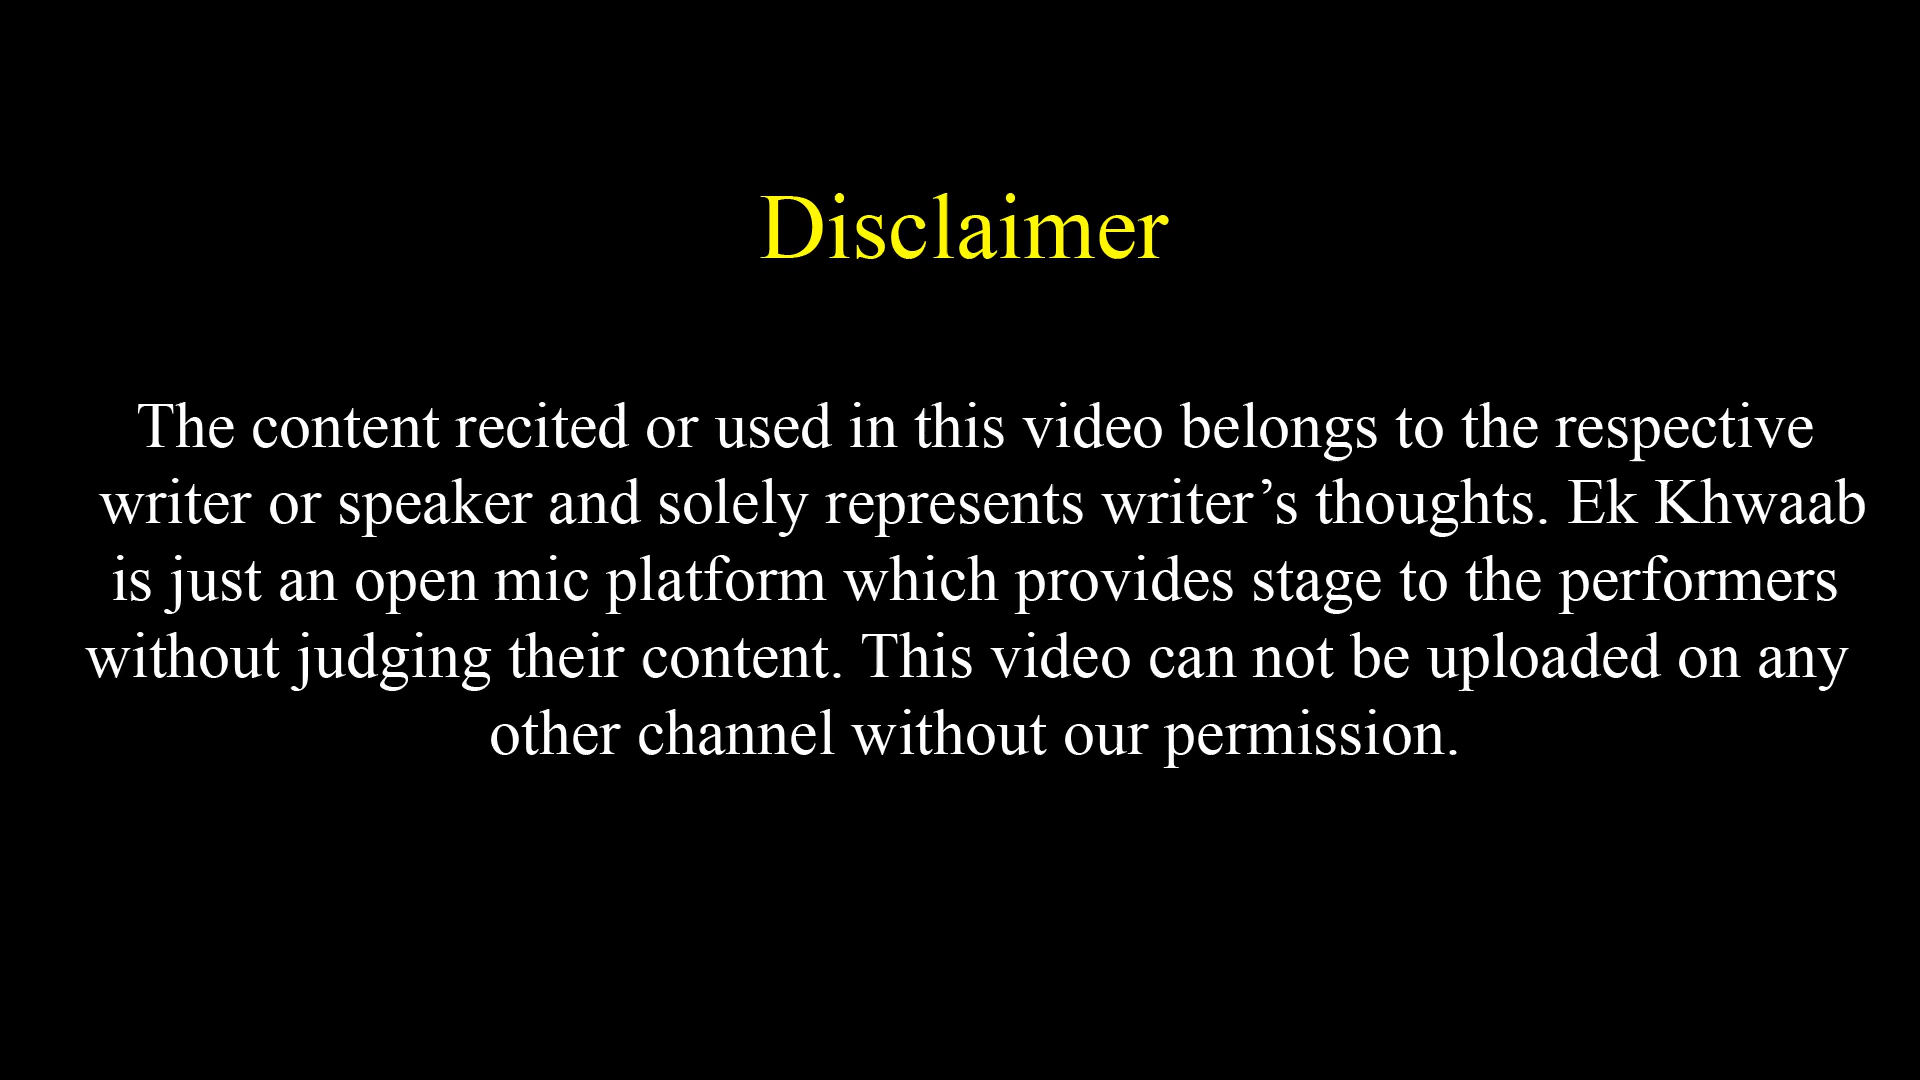 Disclaimer
The content recited or used in this video belongs to the respective
writer or speaker and solely represents writer’s thoughts. Ek Khwaab
is just an open mic platform which provides stage to the performers
without judging their content. This video can not be uploaded on any
other channel without our permission.